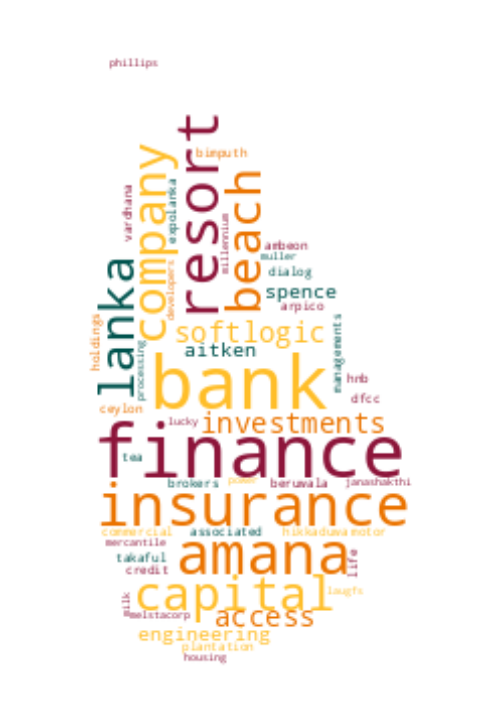 phillips
resort
bimputh
company
beach
expolanka
vardhana
millennium
ambeon
muller
lanka
developers
dialog
spence
arpico
holdings
softlogic
managements
processing
aitken
bank
hnb
dfcc
ceylon
lucky
investments
finance
tea
brokers
power
beruwala
janashakthi
insurance
commercial
associated
hikkaduwa
motor
mercantile
amana
life
takaful
credit
capital
laugfs
milk
melstacorp
access
engineering
plantation
housing